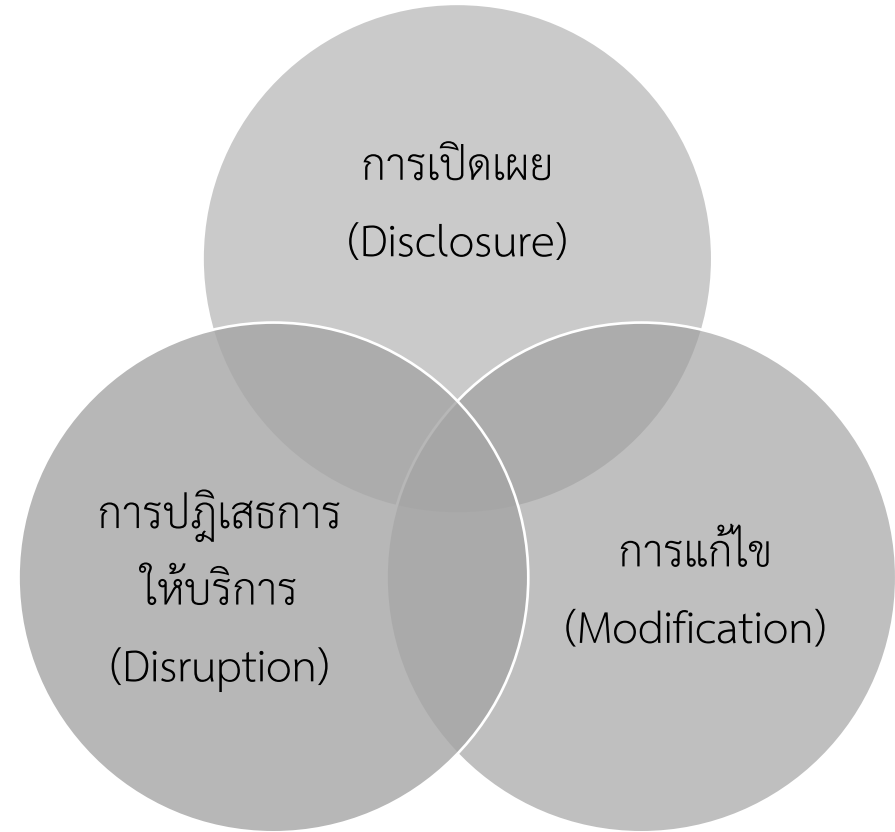 การเปิดเผย
(Disclosure)
การปฎิเสธการ
ให้บริการ
(Disruption)
การแก้ไข
(Modification)